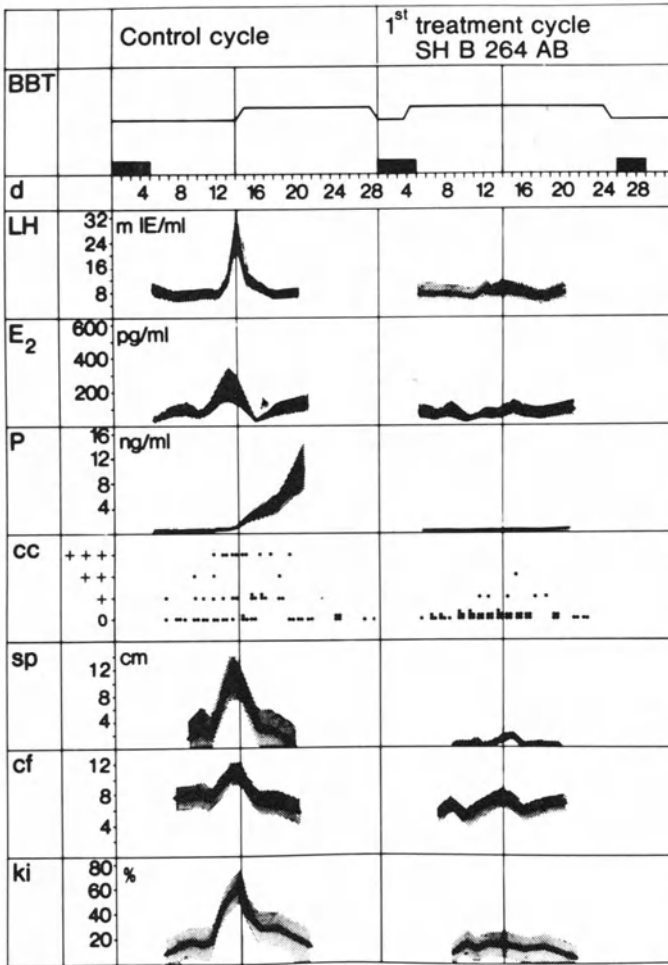 Control cycle
1st treatment cycle
SH B 264 AB
BBT
d 4 8 12 16 20 24 28 4 8 12 16 20 24 28
LH 32 m IE/ml
24
16
8
E2 600 pg/ml
400
200
P 16 ng/ml
12
4
cc + + +
+ +
+
0
sp 12 cm
8
4
cf 12
8
4
ki 80 %
60
40
20